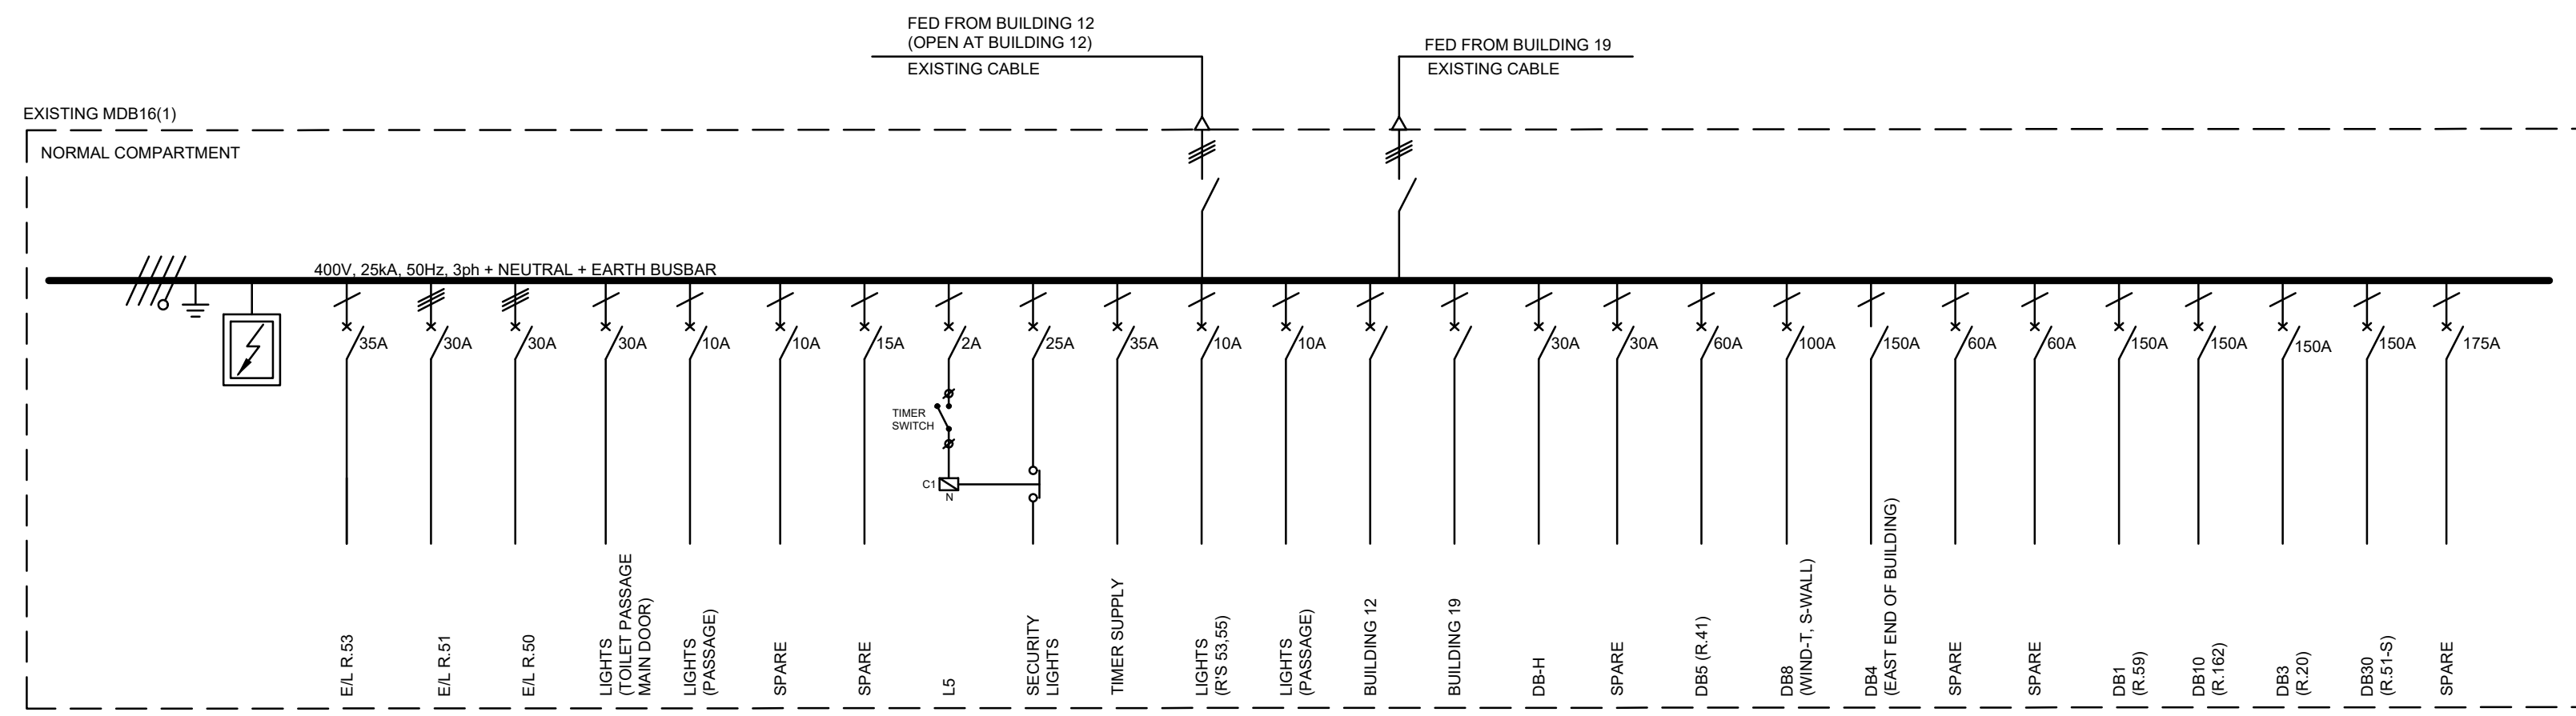 FED FROM BUILDING 12
(OPEN AT BUILDING 12)
EXISTING CABLE
FED FROM BUILDING 19
EXISTING CABLE
EXISTING MDB16(1)
NORMAL COMPARTMENT
400V, 25kA, 50Hz, 3ph + NEUTRAL + EARTH BUSBAR
35A
30A
30A
30A
10A
10A
15A
2A
25A
35A
10A
10A
30A
30A
60A
100A
150A
60A
60A
150A
150A
150A
150A
175A
TIMER
SWITCH
C1
N
E/L R.53
E/L R.51
E/L R.50
LIGHTS
(TOILET PASSAGE
MAIN DOOR)
LIGHTS
(PASSAGE)
SPARE
SPARE
L5
SECURITY
LIGHTS
TIMER SUPPLY
LIGHTS
(R'S 53,55)
LIGHTS
(PASSAGE)
BUILDING 12
BUILDING 19
DB-H
SPARE
DB5 (R.41)
DB8
(WIND-T, S-WALL)
DB4
(EAST END OF BUILDING)
SPARE
SPARE
DB1
(R.59)
DB10
(R.162)
DB3
(R.20)
DB30
(R.51-S)
SPARE